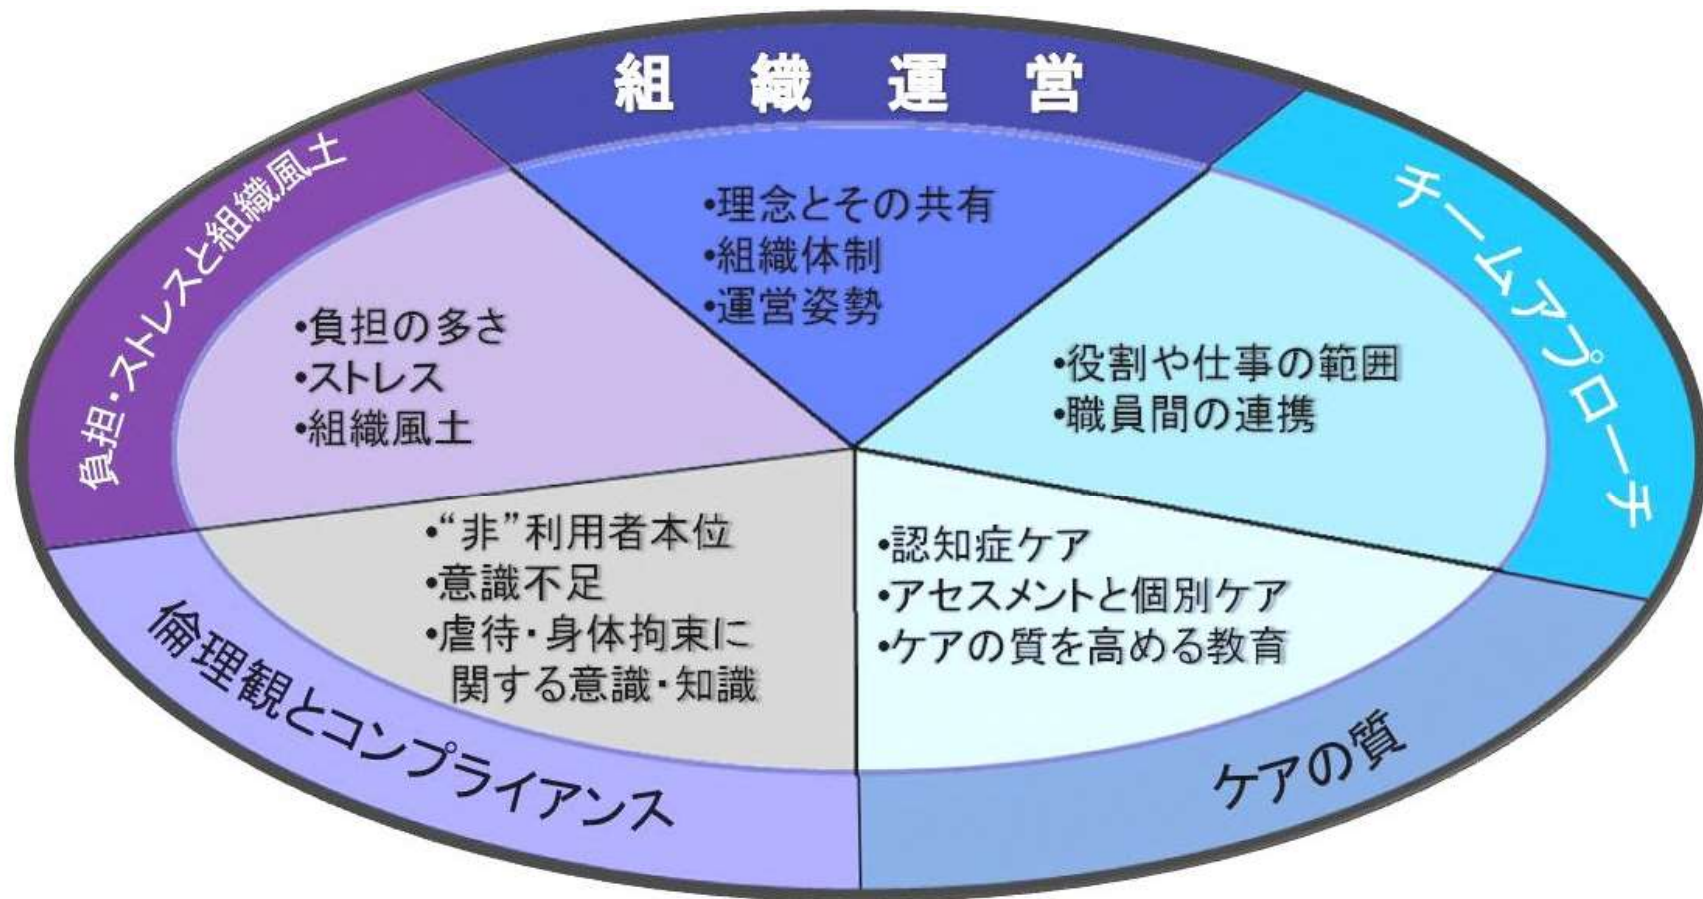 組織運営
・理念とその共有
・組織体制
・運営姿勢
チームアプローチ
・役割や仕事の範囲
・職員間の連携
ケアの質
・認知症ケア
・アセスメントと個別ケア
・ケアの質を高める教育
倫理観とコンプライアンス
・“非”利用者本位
・意識不足
・虐待・身体拘束に
関する意識・知識
負担・ストレスと組織風土
・負担の多さ
・ストレス
・組織風土